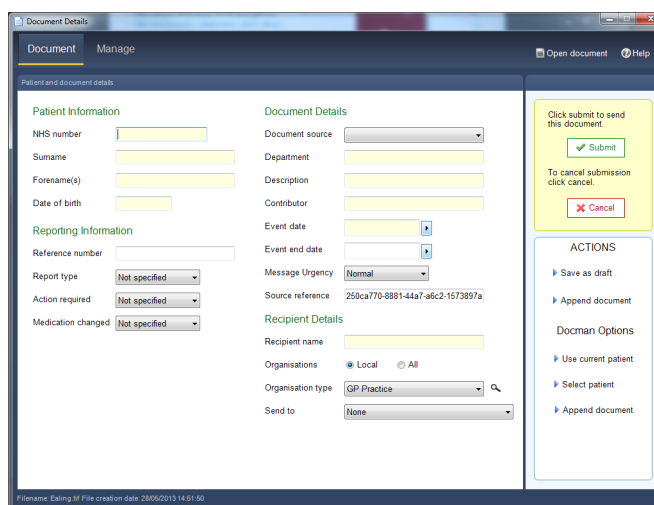 Document Details
Document
Manage
Open document
Help
Patient and document details
Patient Information
NHS number
Surname
Forename(s)
Date of birth
Reporting Information
Reference number
Report type
Not specified
Action required
Not specified
Medication changed
Not specified
Document Details
Document source
Department
Description
Contributor
Event date
Event end date
Message Urgency
Normal
Source reference
250ca770-8881-44a7-a6c2-1573897a
Recipient Details
Recipient name
Organisations
Local
All
Organisation type
GP Practice
Send to
None
Click submit to send
this document.
Submit
To cancel submission
click cancel.
Cancel
ACTIONS
Save as draft
Append document
Docman Options
Use current patient
Select patient
Append document
Filename: Ealing.tif File creation date: 28/05/2013 14:51:50